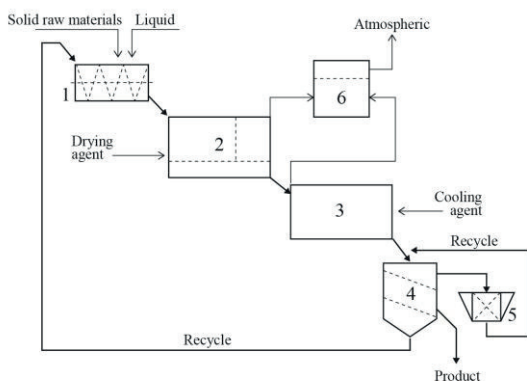 Atmospheric
Solid raw materials
Liquid
1
6
2
Drying
agent
3
Cooling
agent
Recycle
4
5
Recycle
Product